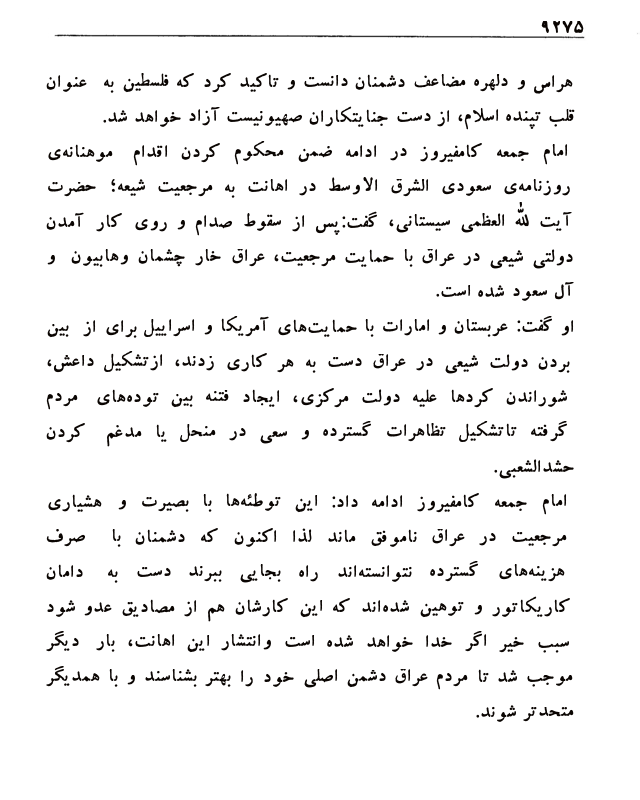 ۹۲۷۵
هراس و دلهره مضاعف دشمنان دانست و تاکید کرد که فلسطین به عنوان
قلب تپنده اسلام، از دست جنایتکاران صهیونیست آزاد خواهد شد.
امام جمعه کامفیروز در ادامه ضمن محکوم کردن اقدام موهنانه‌ی
روزنامه‌ی سعودی الشرق الاوسط در اهانت به مرجعیت شیعه؛ حضرت
آیت الله العظمی سیستانی، گفت:پس از سقوط صدام و روی کار آمدن
دولتی شیعی در عراق با حمایت مرجعیت، عراق خار چشمان وهابیون و
آل سعود شده است.
او گفت: عربستان و امارات با حمایت‌های آمریکا و اسراییل برای از بین
بردن دولت شیعی در عراق دست به هر کاری زدند، ازتشکیل داعش،
شوراندن کردها علیه دولت مرکزی، ایجاد فتنه بین توده‌های مردم
گرفته تاتشکیل تظاهرات گسترده و سعی در منحل یا مدغم کردن
حشدالشعبی.
امام جمعه کامفیروز ادامه داد: این توطئه‌ها با بصیرت و هشیاری
مرجعیت در عراق ناموفق ماند لذا اکنون که دشمنان با صرف
هزینه‌های گسترده نتوانسته‌اند راه بجایی ببرند دست به دامان
کاریکاتور و توهین شده‌اند که این کارشان هم از مصادیق عدو شود
سبب خیر اگر خدا خواهد شده است وانتشار این اهانت، بار دیگر
موجب شد تا مردم عراق دشمن اصلی خود را بهتر بشناسند و با همدیگر
متحدتر شوند.